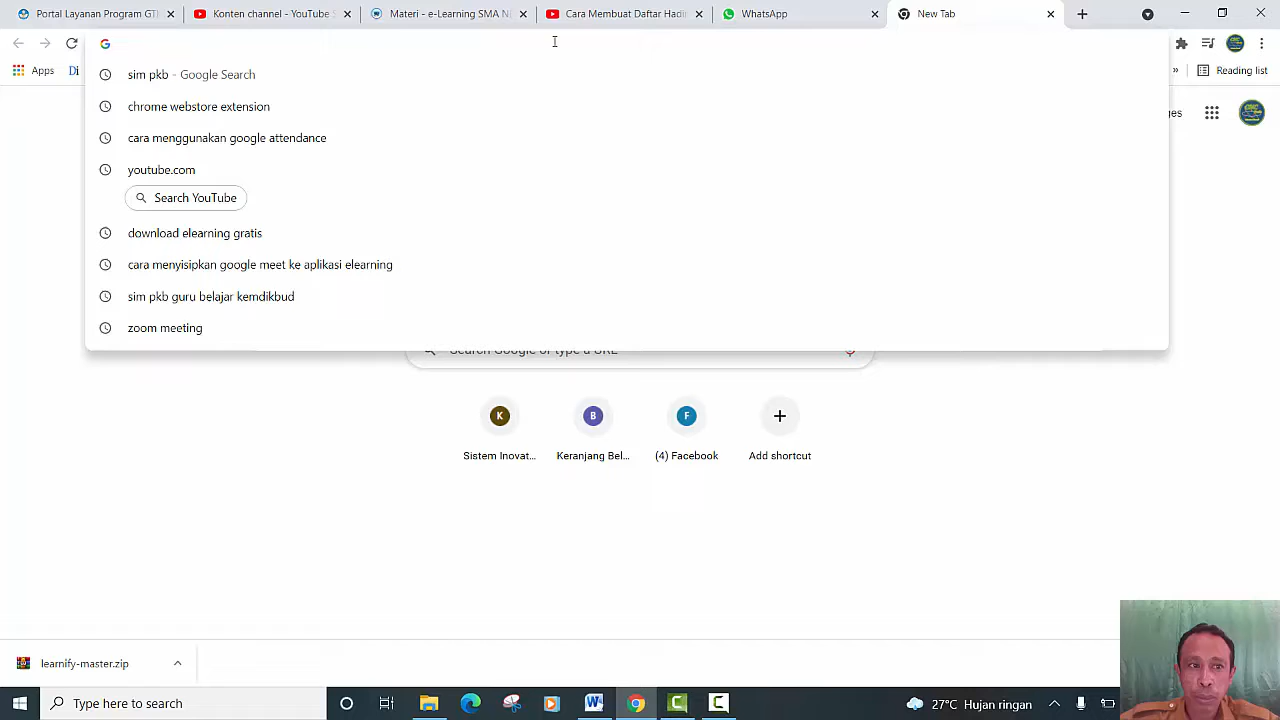 Portal Layanan Program GTK
Konten channel - YouTube S
Materi - e-Learning SMA N
Cara Membuat Daftar Hadir
WhatsApp
New Tab
Apps
Reading list
sim pkb - Google Search
chrome webstore extension
cara menggunakan google attendance
youtube.com
Search YouTube
download elearning gratis
cara menyisipkan google meet ke aplikasi elearning
sim pkb guru belajar kemdikbud
zoom meeting
Search Google or type a URL
K
B
F
Sistem Inovat...
Keranjang Bel...
(4) Facebook
Add shortcut
learnify-master.zip
Type here to search
27°C Hujan ringan